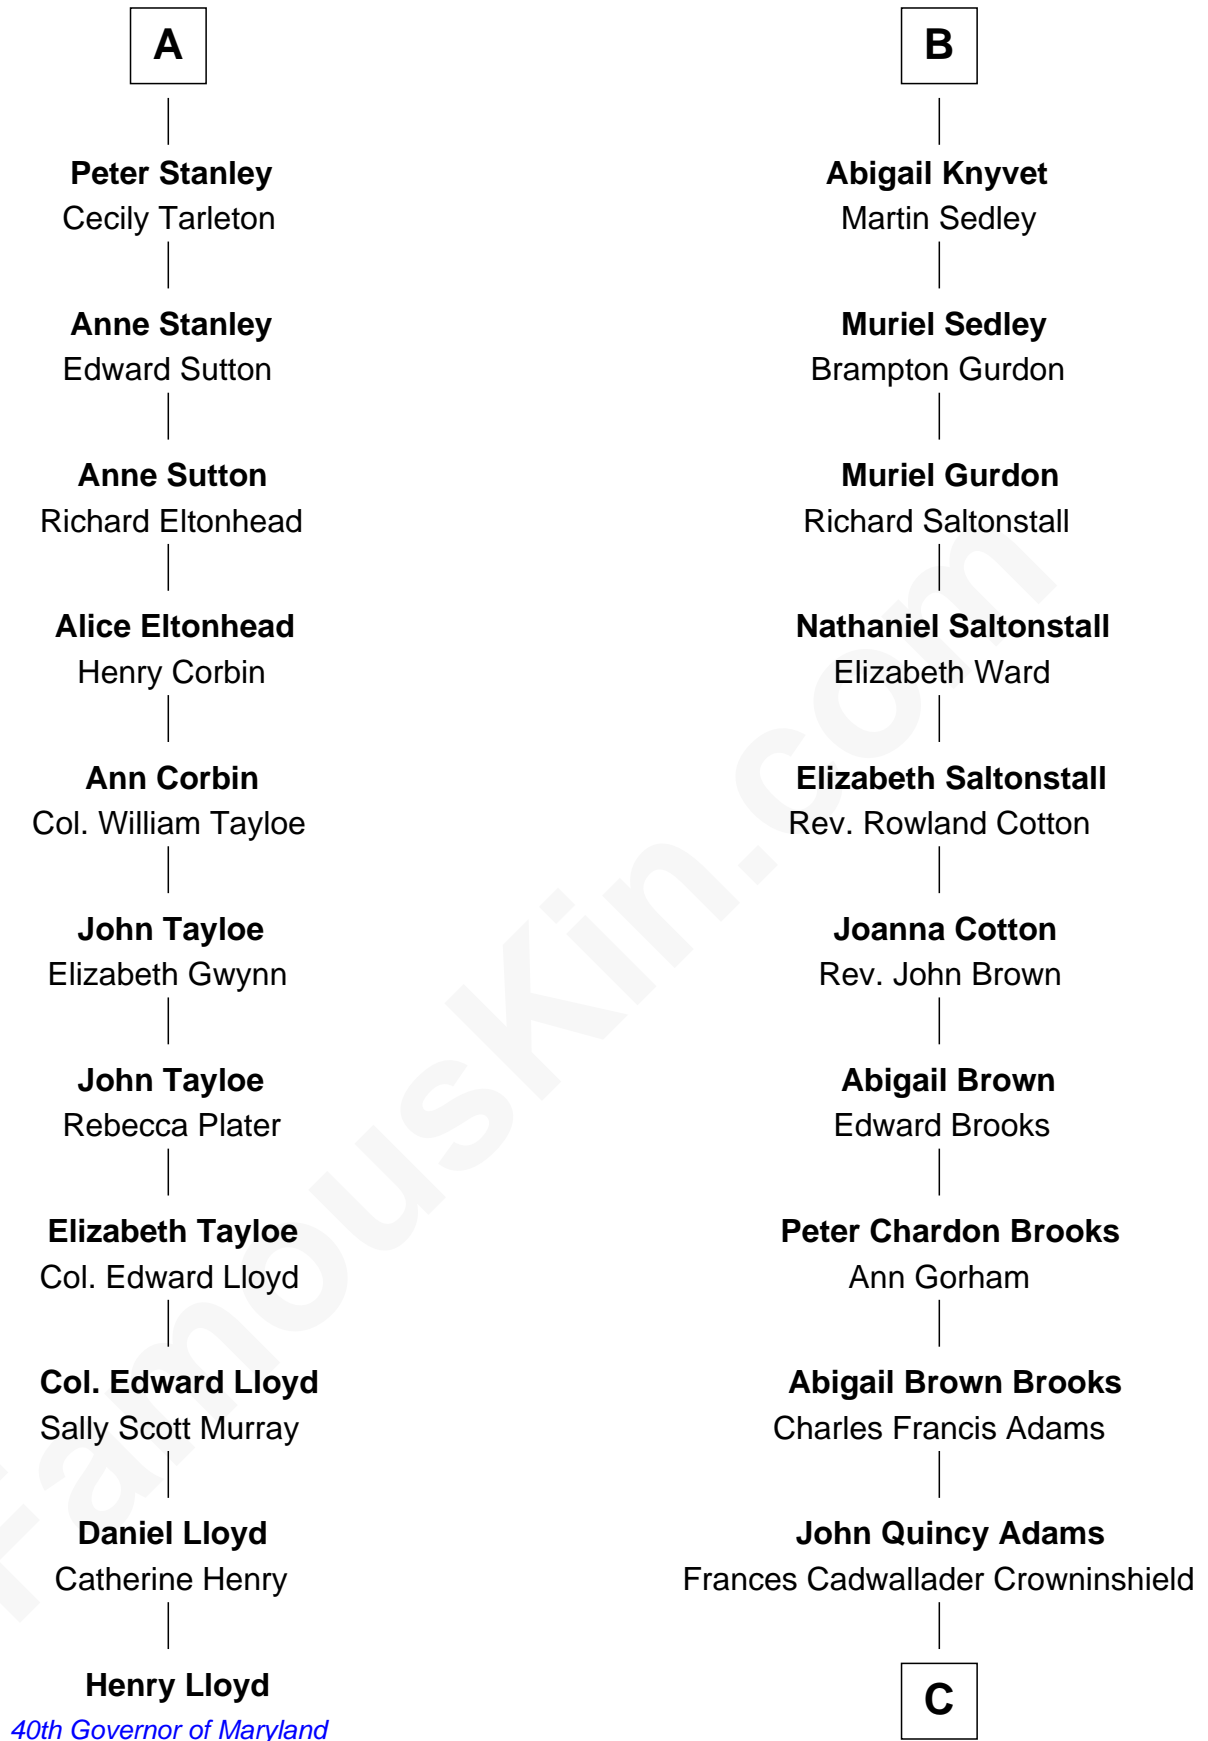 A
Peter Stanley
Cecily Tarleton
Anne Stanley
Edward Sutton
Anne Sutton
Richard Eltonhead
Alice Eltonhead
Henry Corbin
Ann Corbin
Col. William Tayloe
John Tayloe
Elizabeth Gwynn
John Tayloe
Rebecca Plater
Elizabeth Tayloe
Col. Edward Lloyd
Col. Edward Lloyd
Sally Scott Murray
Daniel Lloyd
Catherine Henry
Henry Lloyd
40th Governor of Maryland
B
Abigail Knyvet
Martin Sedley
Muriel Sedley
Brampton Gurdon
Muriel Gurdon
Richard Saltonstall
Nathaniel Saltonstall
Elizabeth Ward
Elizabeth Saltonstall
Rev. Rowland Cotton
Joanna Cotton
Rev. John Brown
Abigail Brown
Edward Brooks
Peter Chardon Brooks
Ann Gorham
Abigail Brown Brooks
Charles Francis Adams
John Quincy Adams
Frances Cadwallader Crowninshield
C
FamousKin.com